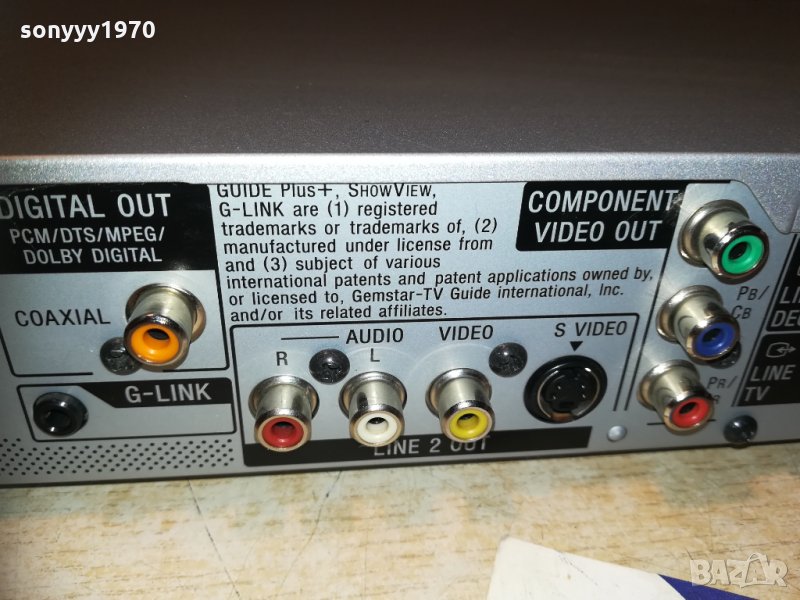 sonyyy1970
DIGITAL OUT
PCM/DTS/MPEG/
DOLBY DIGITAL
COAXIAL
G-LINK
GUIDE Plus+, SHOWVIEW,
G-LINK are (1) registered
trademarks or trademarks of, (2)
manufactured under license from
and (3) subject of various
international patents and patent applications owned by,
or licensed to, Gemstar-TV Guide international, Inc.
and/or its related affiliates.
AUDIO
R
L
VIDEO
S VIDEO
LINE 2 OUT
COMPONENT
VIDEO OUT
PB/
CB
PR/
LINE
TV
BAZAR